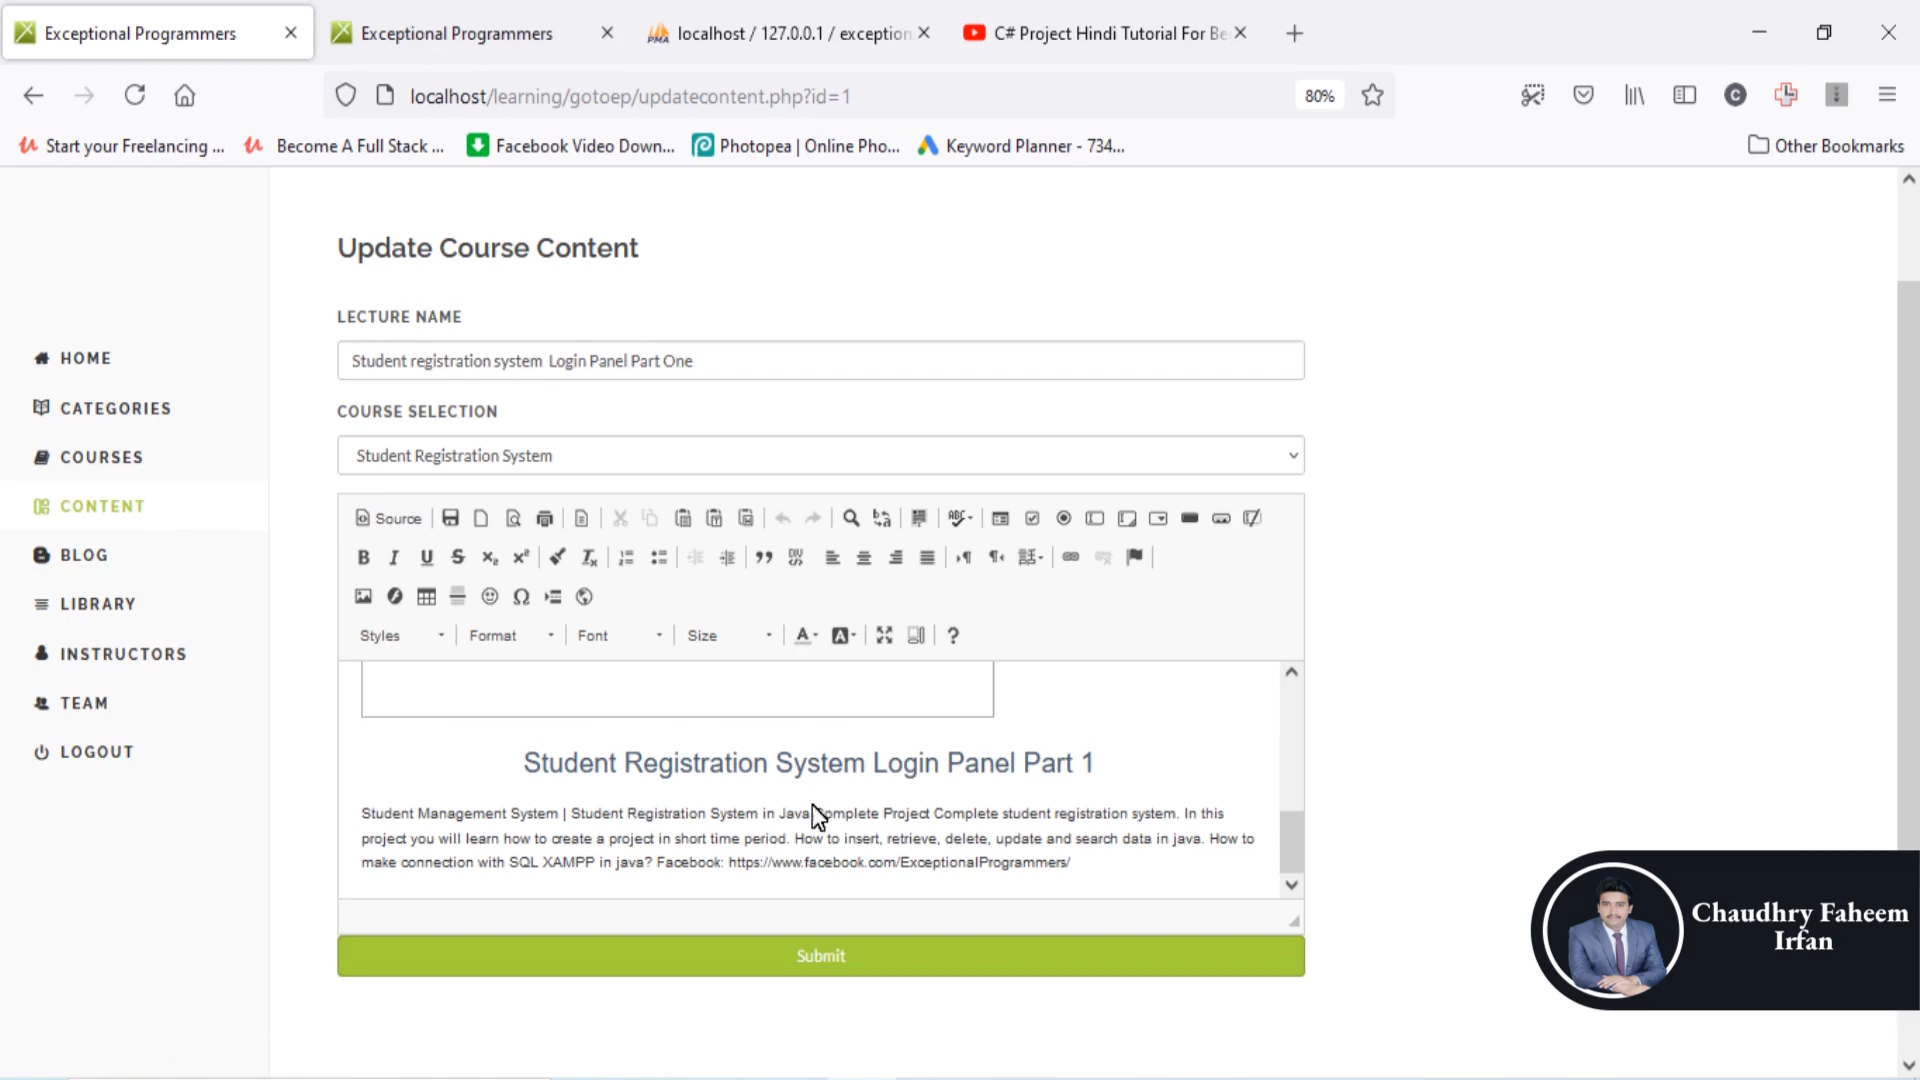 Exceptional Programmers
Exceptional Programmers
localhost / 127.0.0.1 / exception
C# Project Hindi Tutorial For Be
localhost/learning/gotoep/updatecontent.php?id=1
80%
Start your Freelancing ...
Become A Full Stack ...
Facebook Video Down...
Photopea | Online Pho...
Keyword Planner - 734...
Other Bookmarks
Update Course Content
LECTURE NAME
Student registration system Login Panel Part One
COURSE SELECTION
Student Registration System
HOME
CATEGORIES
COURSES
CONTENT
BLOG
LIBRARY
INSTRUCTORS
TEAM
LOGOUT
Source
Styles
Format
Font
Size
Student Registration System Login Panel Part 1
Student Management System | Student Registration System in Java Complete Project Complete student registration system. In this
project you will learn how to create a project in short time period. How to insert, retrieve, delete, update and search data in java. How to
make connection with SQL XAMPP in java? Facebook: https://www.facebook.com/ExceptionalProgrammers/
Submit
Chaudhry Faheem
Irfan